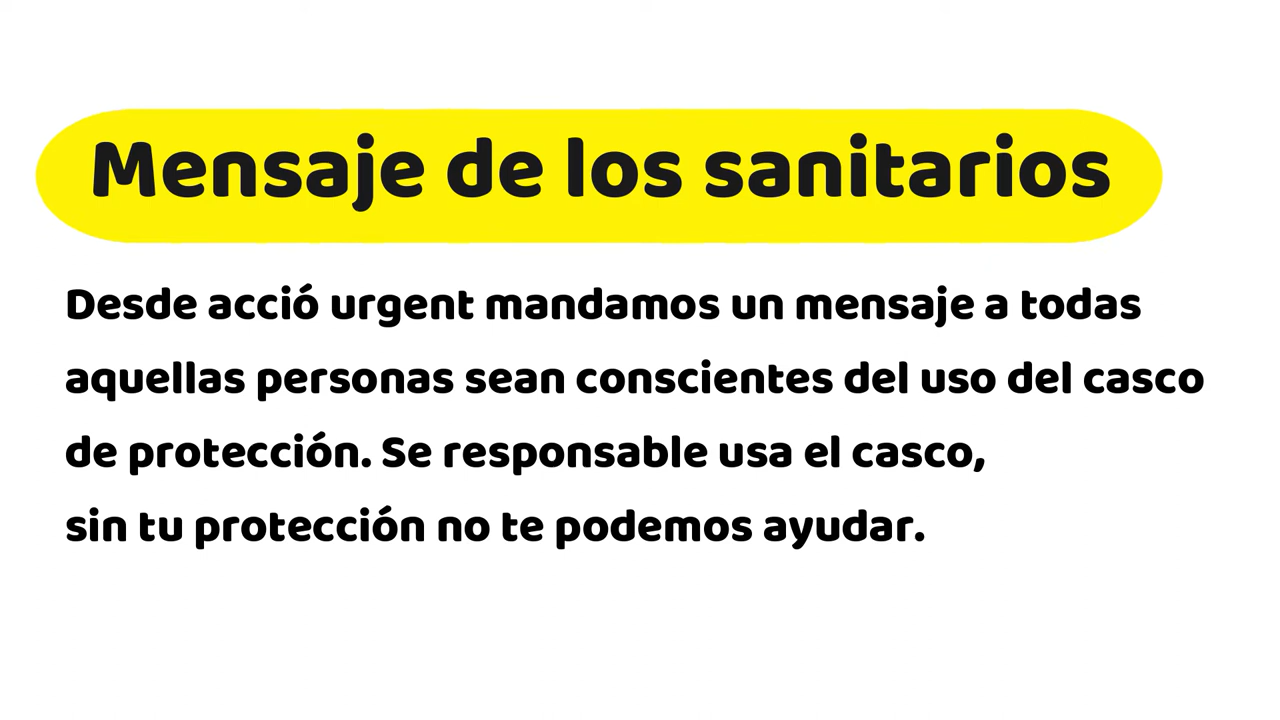 Mensaje de los sanitarios
Desde acció urgent mandamos un mensaje a todas
aquellas personas sean conscientes del uso del casco
de protección. Se responsable usa el casco,
sin tu protección no te podemos ayudar.